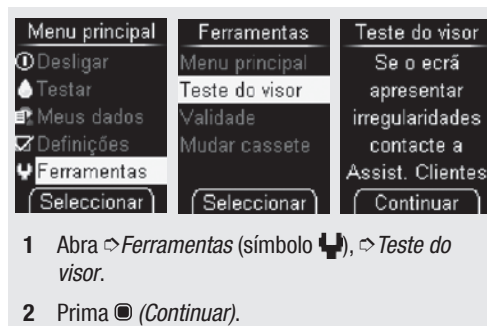 Menu principal
Desligar
Testar
Meus dados
Definições
Ferramentas
Seleccionar
Ferramentas
Menu principal
Teste do visor
Validade
Mudar cassete
Seleccionar
Teste do visor
Se o ecrã
apresentar
irregularidades
contacte a
Assist. Clientes
Continuar
1 Abra ➩Ferramentas (símbolo ), ➩Teste do
visor.
2 Prima (Continuar).